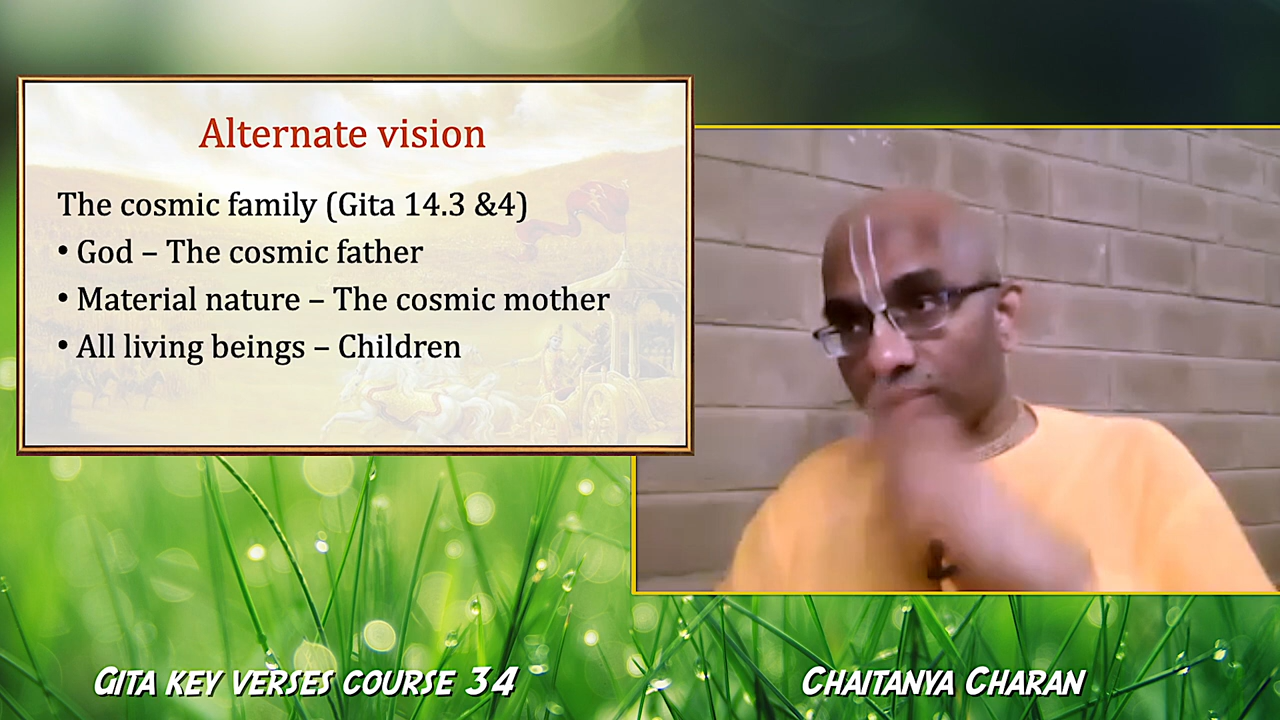 Alternate vision
The cosmic family (Gita 14.3 &4)
• God – The cosmic father
• Material nature – The cosmic mother
• All living beings – Children
GITA KEY VERSES COURSE 34
CHAITANYA CHARAN